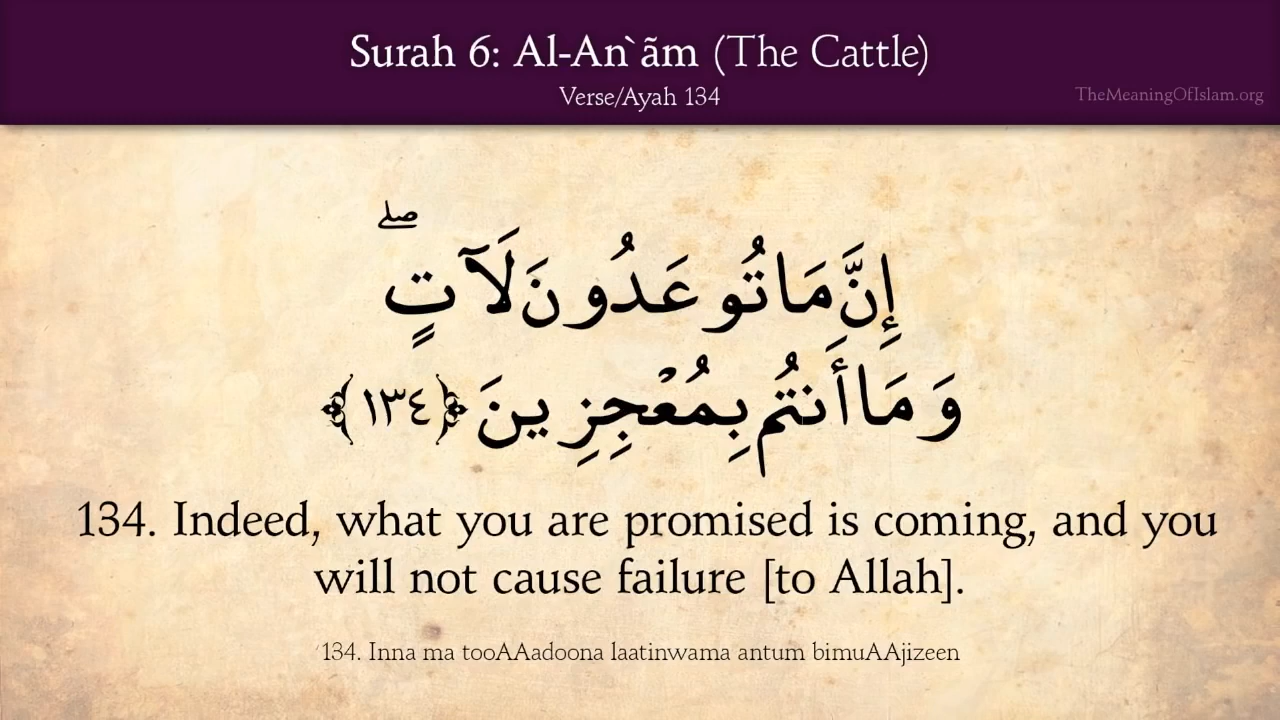 Surah 6: Al-An`ãm (The Cattle)
Verse/Ayah 134
TheMeaningOfIslam.org
إِنَّ مَا تُوعَدُونَ لَآتٍ ۖ
وَمَا أَنتُم بِمُعْجِزِينَ ﴿١٣٤﴾
134. Indeed, what you are promised is coming, and you
will not cause failure [to Allah].
134. Inna ma tooAAadoona laatinwama antum bimuAAjizeen